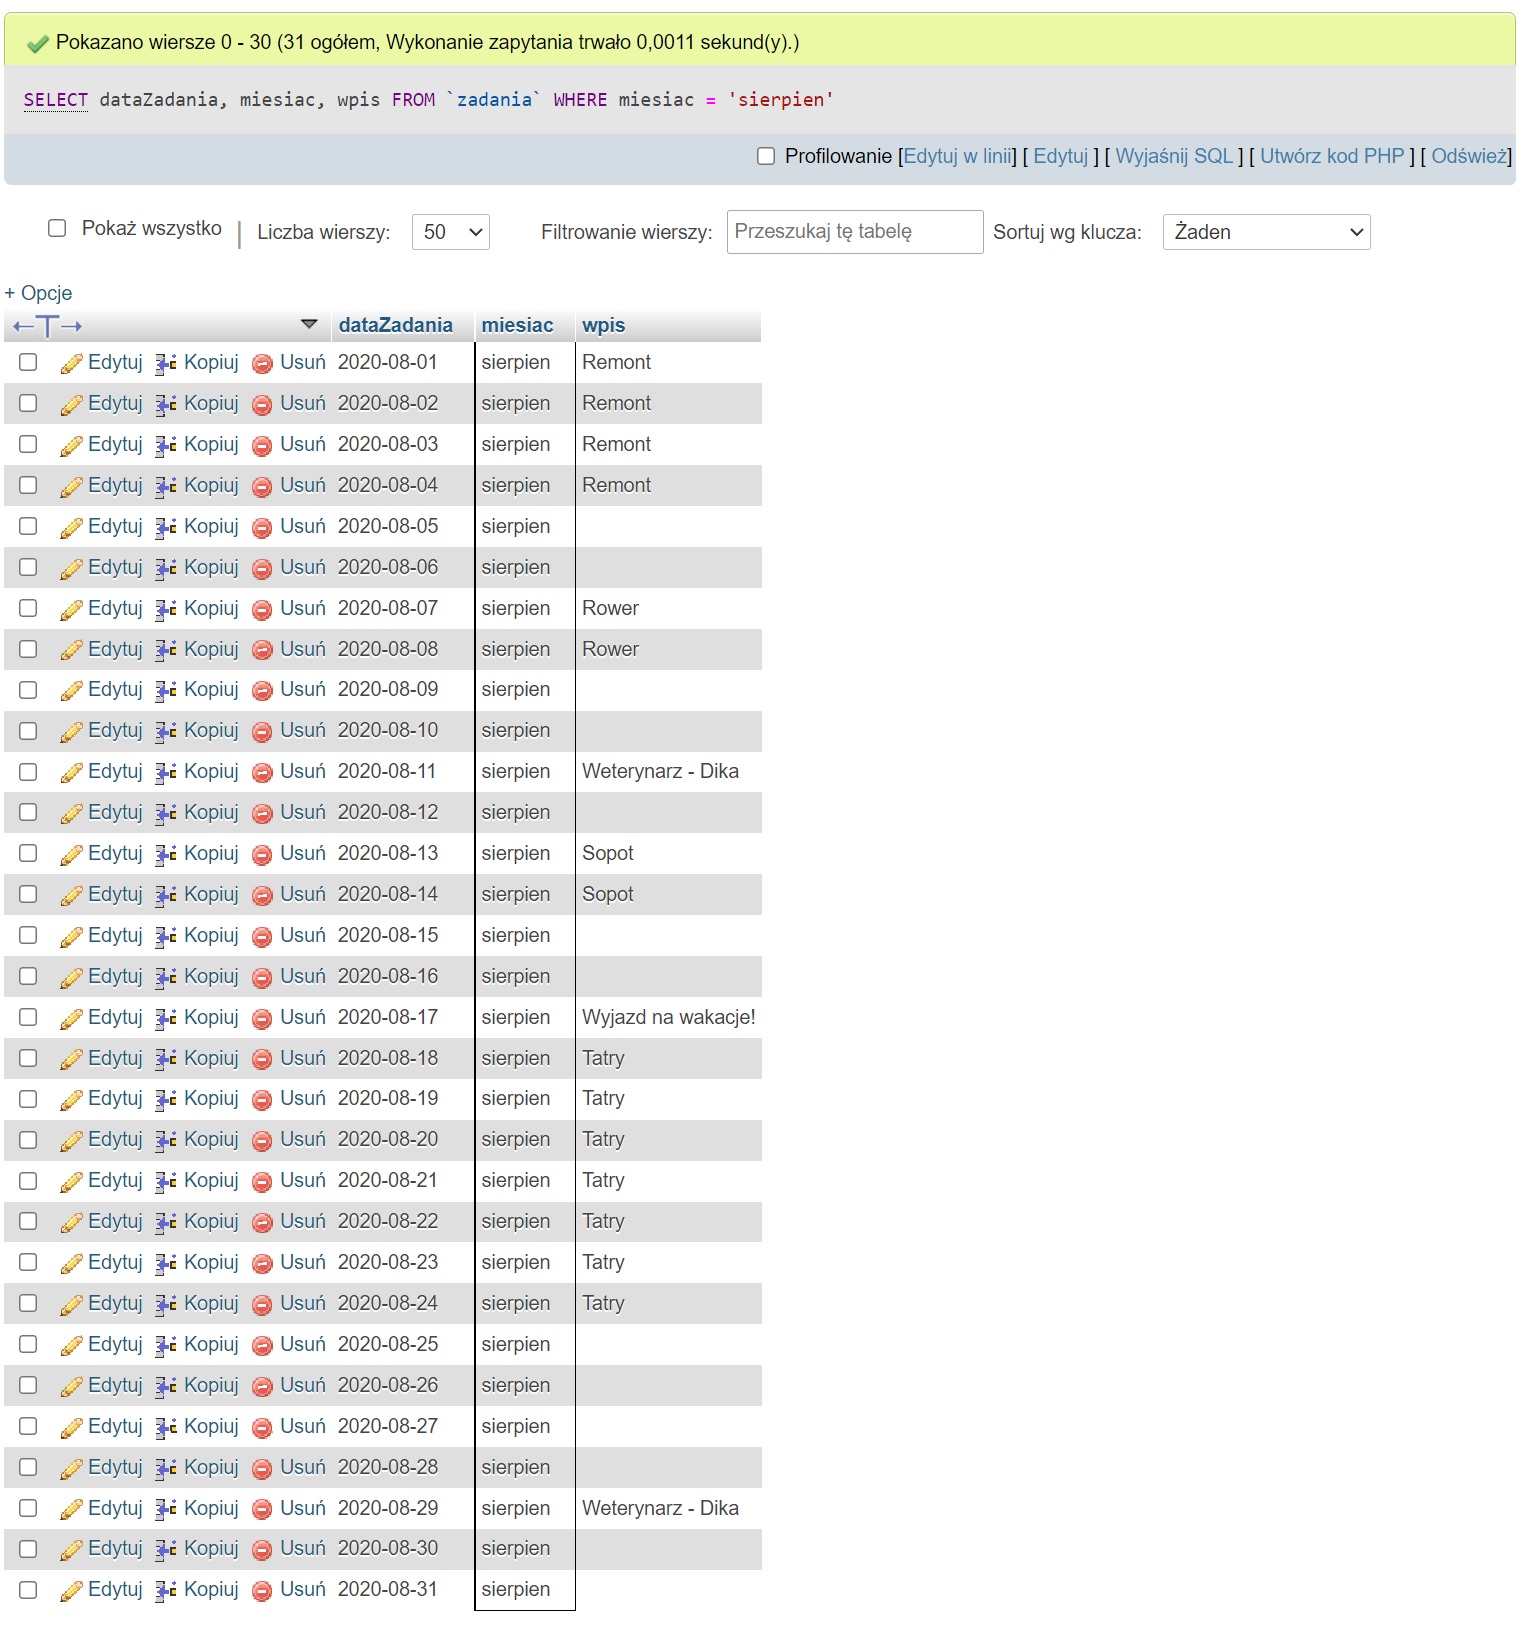 Pokazano wiersze 0 - 30 (31 ogółem, Wykonanie zapytania trwało 0,0011 sekund(y).)
SELECT dataZadania, miesiac, wpis FROM `zadania` WHERE miesiac = 'sierpien'
Profilowanie [Edytuj w linii] [ Edytuj ] [ Wyjaśnij SQL ] [ Utwórz kod PHP ] [ Odśwież]
Pokaż wszystko | Liczba wierszy: 50 Filtrowanie wierszy: Przeszukaj tę tabelę Sortuj wg klucza: Żaden
+ Opcje
←T→ dataZadania miesiac wpis
Edytuj Kopiuj Usuń 2020-08-01 sierpien Remont
Edytuj Kopiuj Usuń 2020-08-02 sierpien Remont
Edytuj Kopiuj Usuń 2020-08-03 sierpien Remont
Edytuj Kopiuj Usuń 2020-08-04 sierpien Remont
Edytuj Kopiuj Usuń 2020-08-05 sierpien
Edytuj Kopiuj Usuń 2020-08-06 sierpien
Edytuj Kopiuj Usuń 2020-08-07 sierpien Rower
Edytuj Kopiuj Usuń 2020-08-08 sierpien Rower
Edytuj Kopiuj Usuń 2020-08-09 sierpien
Edytuj Kopiuj Usuń 2020-08-10 sierpien
Edytuj Kopiuj Usuń 2020-08-11 sierpien Weterynarz - Dika
Edytuj Kopiuj Usuń 2020-08-12 sierpien
Edytuj Kopiuj Usuń 2020-08-13 sierpien Sopot
Edytuj Kopiuj Usuń 2020-08-14 sierpien Sopot
Edytuj Kopiuj Usuń 2020-08-15 sierpien
Edytuj Kopiuj Usuń 2020-08-16 sierpien
Edytuj Kopiuj Usuń 2020-08-17 sierpien Wyjazd na wakacje!
Edytuj Kopiuj Usuń 2020-08-18 sierpien Tatry
Edytuj Kopiuj Usuń 2020-08-19 sierpien Tatry
Edytuj Kopiuj Usuń 2020-08-20 sierpien Tatry
Edytuj Kopiuj Usuń 2020-08-21 sierpien Tatry
Edytuj Kopiuj Usuń 2020-08-22 sierpien Tatry
Edytuj Kopiuj Usuń 2020-08-23 sierpien Tatry
Edytuj Kopiuj Usuń 2020-08-24 sierpien Tatry
Edytuj Kopiuj Usuń 2020-08-25 sierpien
Edytuj Kopiuj Usuń 2020-08-26 sierpien
Edytuj Kopiuj Usuń 2020-08-27 sierpien
Edytuj Kopiuj Usuń 2020-08-28 sierpien
Edytuj Kopiuj Usuń 2020-08-29 sierpien Weterynarz - Dika
Edytuj Kopiuj Usuń 2020-08-30 sierpien
Edytuj Kopiuj Usuń 2020-08-31 sierpien